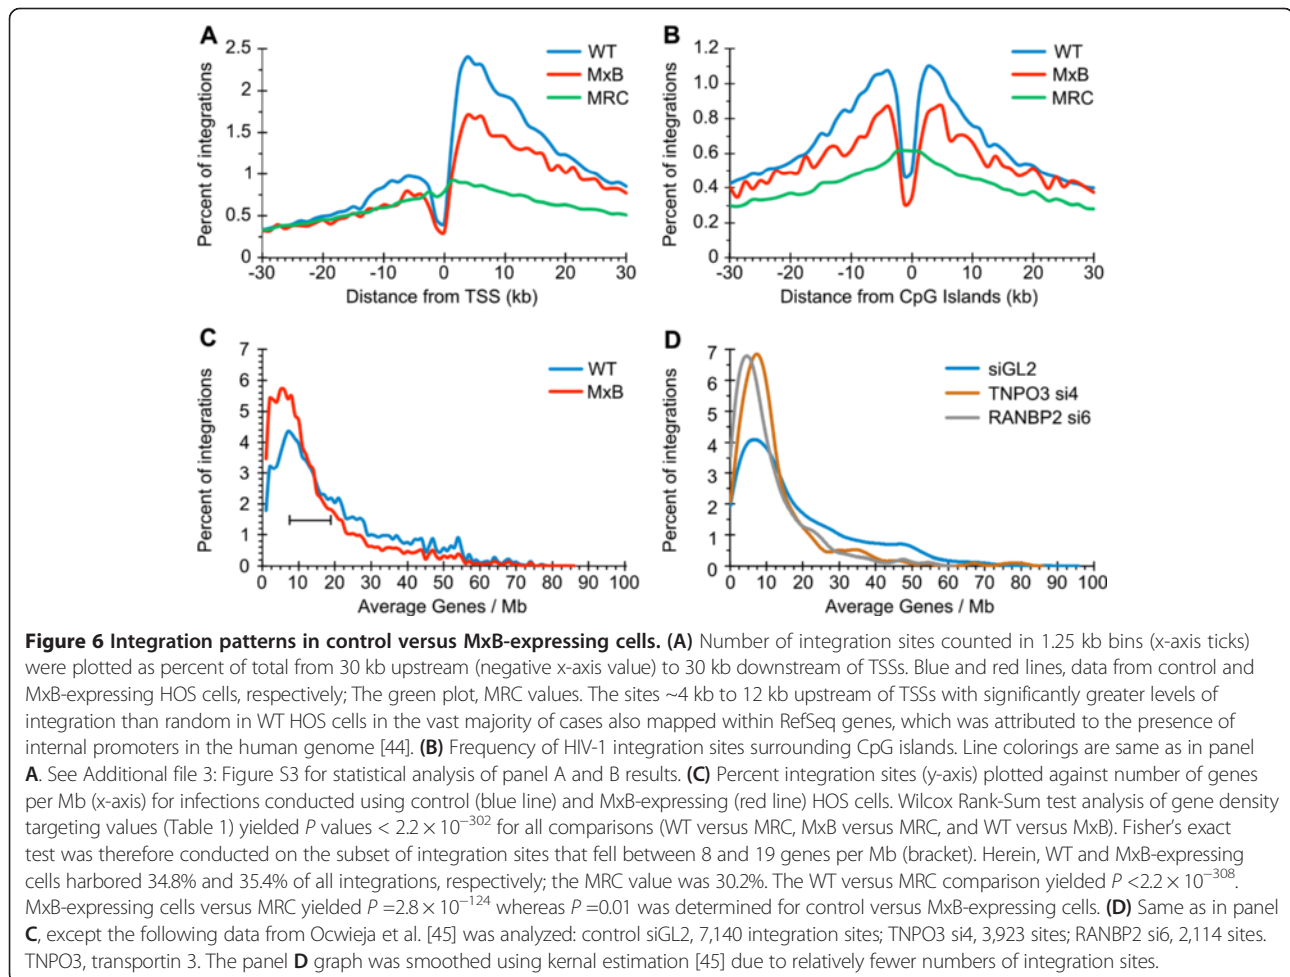 A
2.5
2
1.5
1
0.5
0
Percent of integrations
WT
MxB
MRC
-30 -20 -10 0 10 20 30
Distance from TSS (kb)
B
1.2
1.0
0.8
0.6
0.4
0.2
0
Percent of integrations
WT
MxB
MRC
-30 -20 -10 0 10 20 30
Distance from CpG Islands (kb)
C
7
6
5
4
3
2
1
0
Percent of integrations
WT
MxB
0 10 20 30 40 50 60 70 80 90 100
Average Genes / Mb
D
7
6
5
4
3
2
1
0
Percent of integrations
siGL2
TNPO3 si4
RANBP2 si6
0 10 20 30 40 50 60 70 80 90 100
Average Genes / Mb
Figure 6 Integration patterns in control versus MxB-expressing cells. (A) Number of integration sites counted in 1.25 kb bins (x-axis ticks)
were plotted as percent of total from 30 kb upstream (negative x-axis value) to 30 kb downstream of TSSs. Blue and red lines, data from control and
MxB-expressing HOS cells, respectively; The green plot, MRC values. The sites ~4 kb to 12 kb upstream of TSSs with significantly greater levels of
integration than random in WT HOS cells in the vast majority of cases also mapped within RefSeq genes, which was attributed to the presence of
internal promoters in the human genome [44]. (B) Frequency of HIV-1 integration sites surrounding CpG islands. Line colorings are same as in panel
A. See Additional file 3: Figure S3 for statistical analysis of panel A and B results. (C) Percent integration sites (y-axis) plotted against number of genes
per Mb (x-axis) for infections conducted using control (blue line) and MxB-expressing (red line) HOS cells. Wilcox Rank-Sum test analysis of gene density
targeting values (Table 1) yielded P values < 2.2 × 10⁻³⁰² for all comparisons (WT versus MRC, MxB versus MRC, and WT versus MxB). Fisher's exact
test was therefore conducted on the subset of integration sites that fell between 8 and 19 genes per Mb (bracket). Herein, WT and MxB-expressing
cells harbored 34.8% and 35.4% of all integrations, respectively; the MRC value was 30.2%. The WT versus MRC comparison yielded P <2.2 × 10⁻³⁰⁸.
MxB-expressing cells versus MRC yielded P =2.8 × 10⁻¹²⁴ whereas P =0.01 was determined for control versus MxB-expressing cells. (D) Same as in panel
C, except the following data from Ocwieja et al. [45] was analyzed: control siGL2, 7,140 integration sites; TNPO3 si4, 3,923 sites; RANBP2 si6, 2,114 sites.
TNPO3, transportin 3. The panel D graph was smoothed using kernal estimation [45] due to relatively fewer numbers of integration sites.